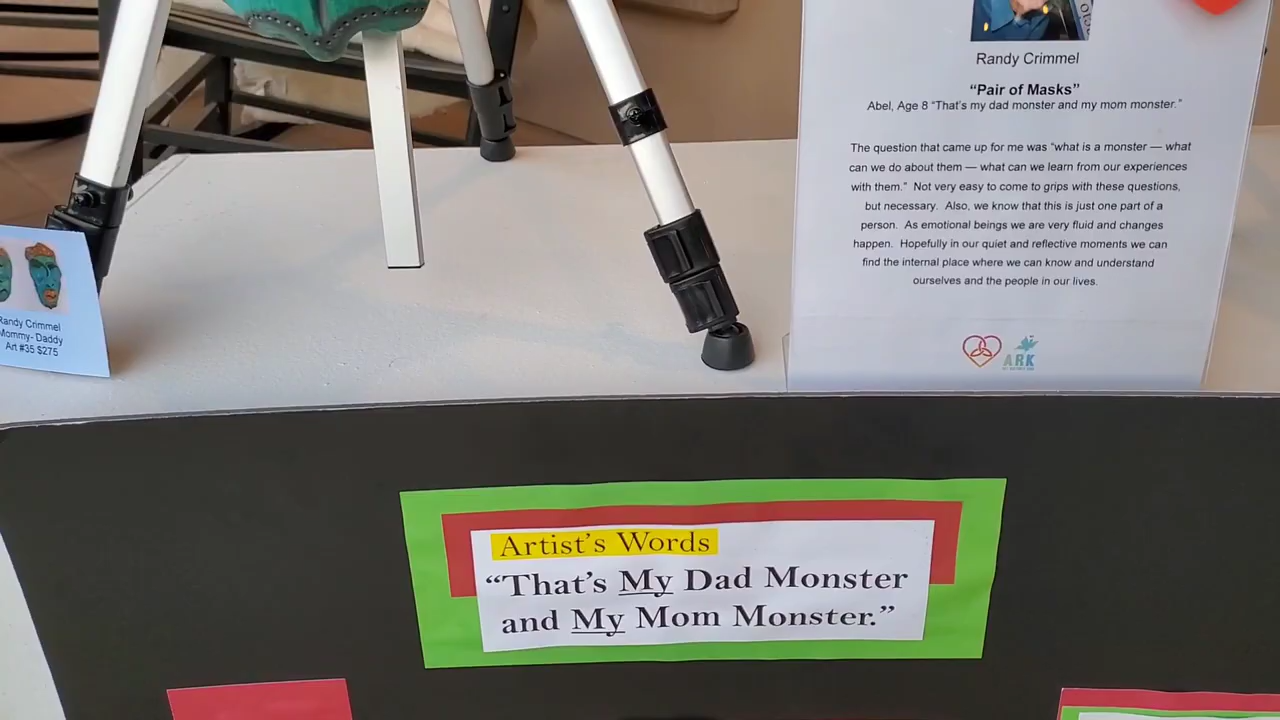 Randy Crimmel
“Pair of Masks”
Abel, Age 8 “That’s my dad monster and my mom monster.”
The question that came up for me was “what is a monster — what
can we do about them — what can we learn from our experiences
with them.” Not very easy to come to grips with these questions,
but necessary. Also, we know that this is just one part of a
person. As emotional beings we are very fluid and changes
happen. Hopefully in our quiet and reflective moments we can
find the internal place where we can know and understand
ourselves and the people in our lives.
ARK
Randy Crimmel
Mommy- Daddy
Art #35 $275
Artist’s Words
“That’s My Dad Monster
and My Mom Monster.”